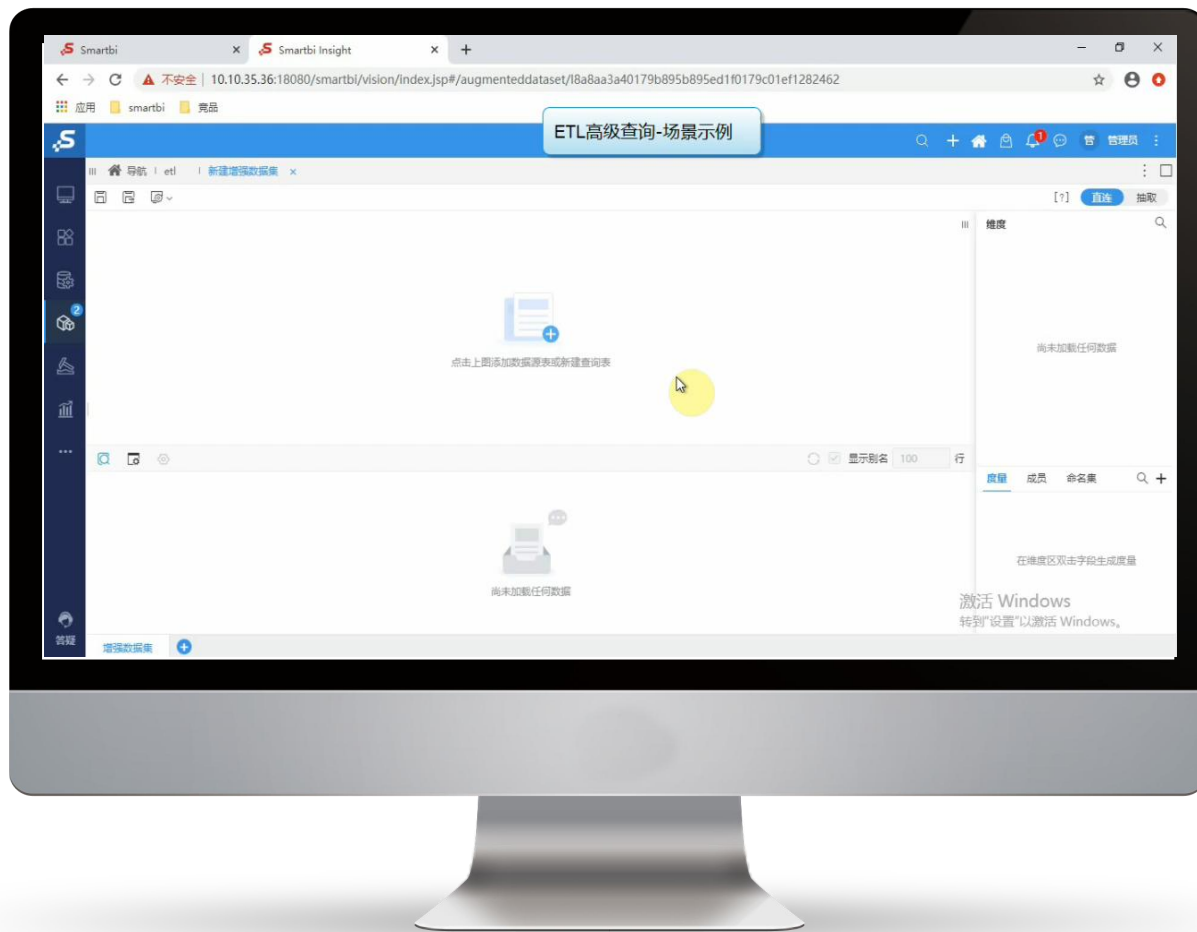 Smartbi
Smartbi Insight
不安全 | 10.10.35.36:18080/smartbi/vision/index.jsp#/augmenteddataset/I8a8aa3a40179b895b895ed1f0179c01ef1282462
应用 smartbi 竞品
ETL高级查询-场景示例
1 管 管理员
导航 etl 新建增强数据集 ×
[?] 直连 抽取
维度
2
点击上图添加数据源表或新建查询表
尚未加载任何数据
显示别名 100 行
度量 成员 命名集
尚未加载任何数据
在维度区双击字段生成度量
激活 Windows
转到"设置"以激活 Windows。
答疑
增强数据集